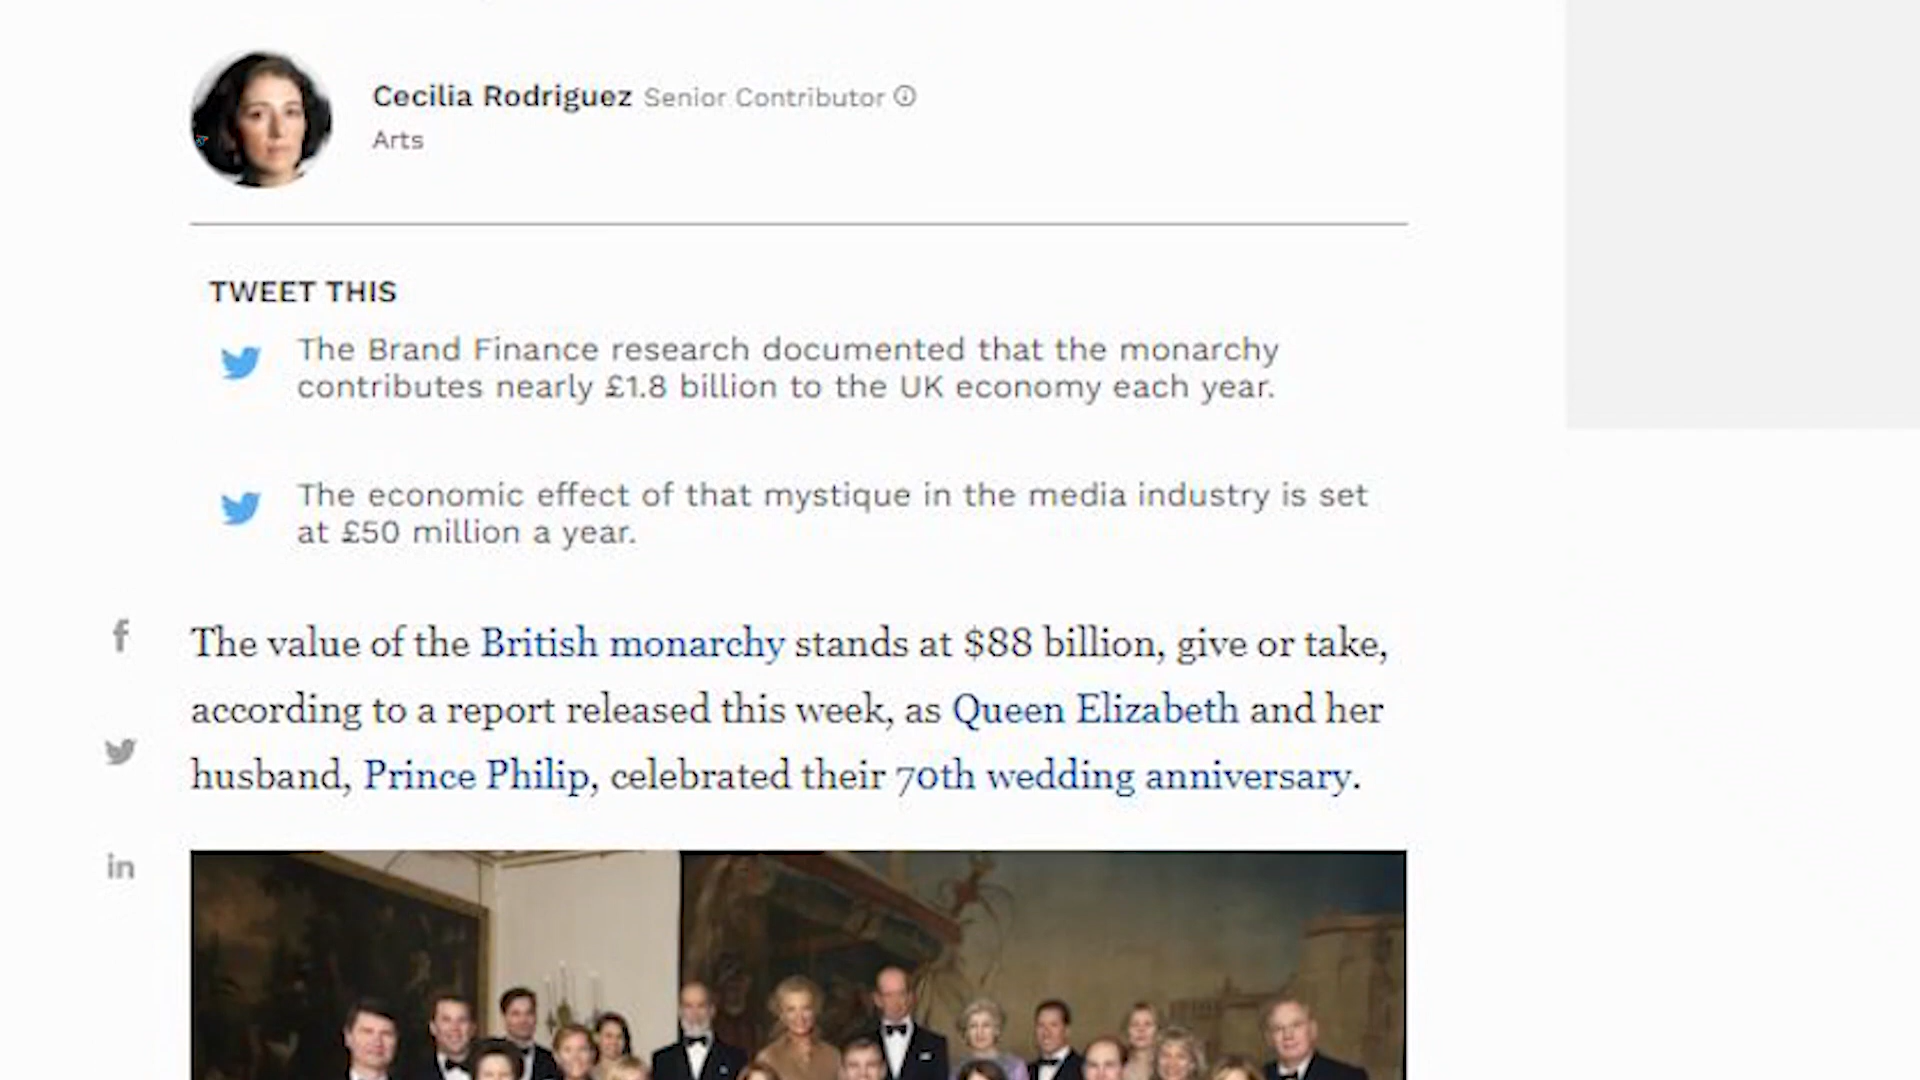 Cecilia Rodriguez Senior Contributor
Arts
TWEET THIS
The Brand Finance research documented that the monarchy
contributes nearly £1.8 billion to the UK economy each year.
The economic effect of that mystique in the media industry is set
at £50 million a year.
The value of the British monarchy stands at $88 billion, give or take,
according to a report released this week, as Queen Elizabeth and her
husband, Prince Philip, celebrated their 70th wedding anniversary.